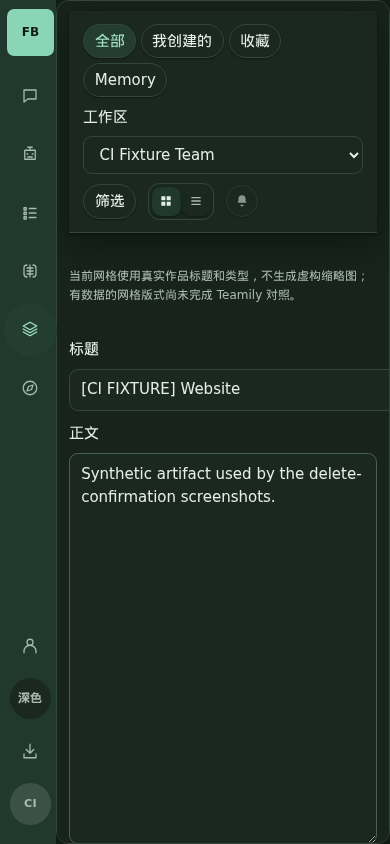 FB
全部
我创建的
收藏
Memory
工作区
CI Fixture Team
筛选
当前网格使用真实作品标题和类型，不生成虚构缩略图；
有数据的网格版式尚未完成 Teamily 对照。
标题
[CI FIXTURE] Website
正文
Synthetic artifact used by the delete-
confirmation screenshots.
深色
CI